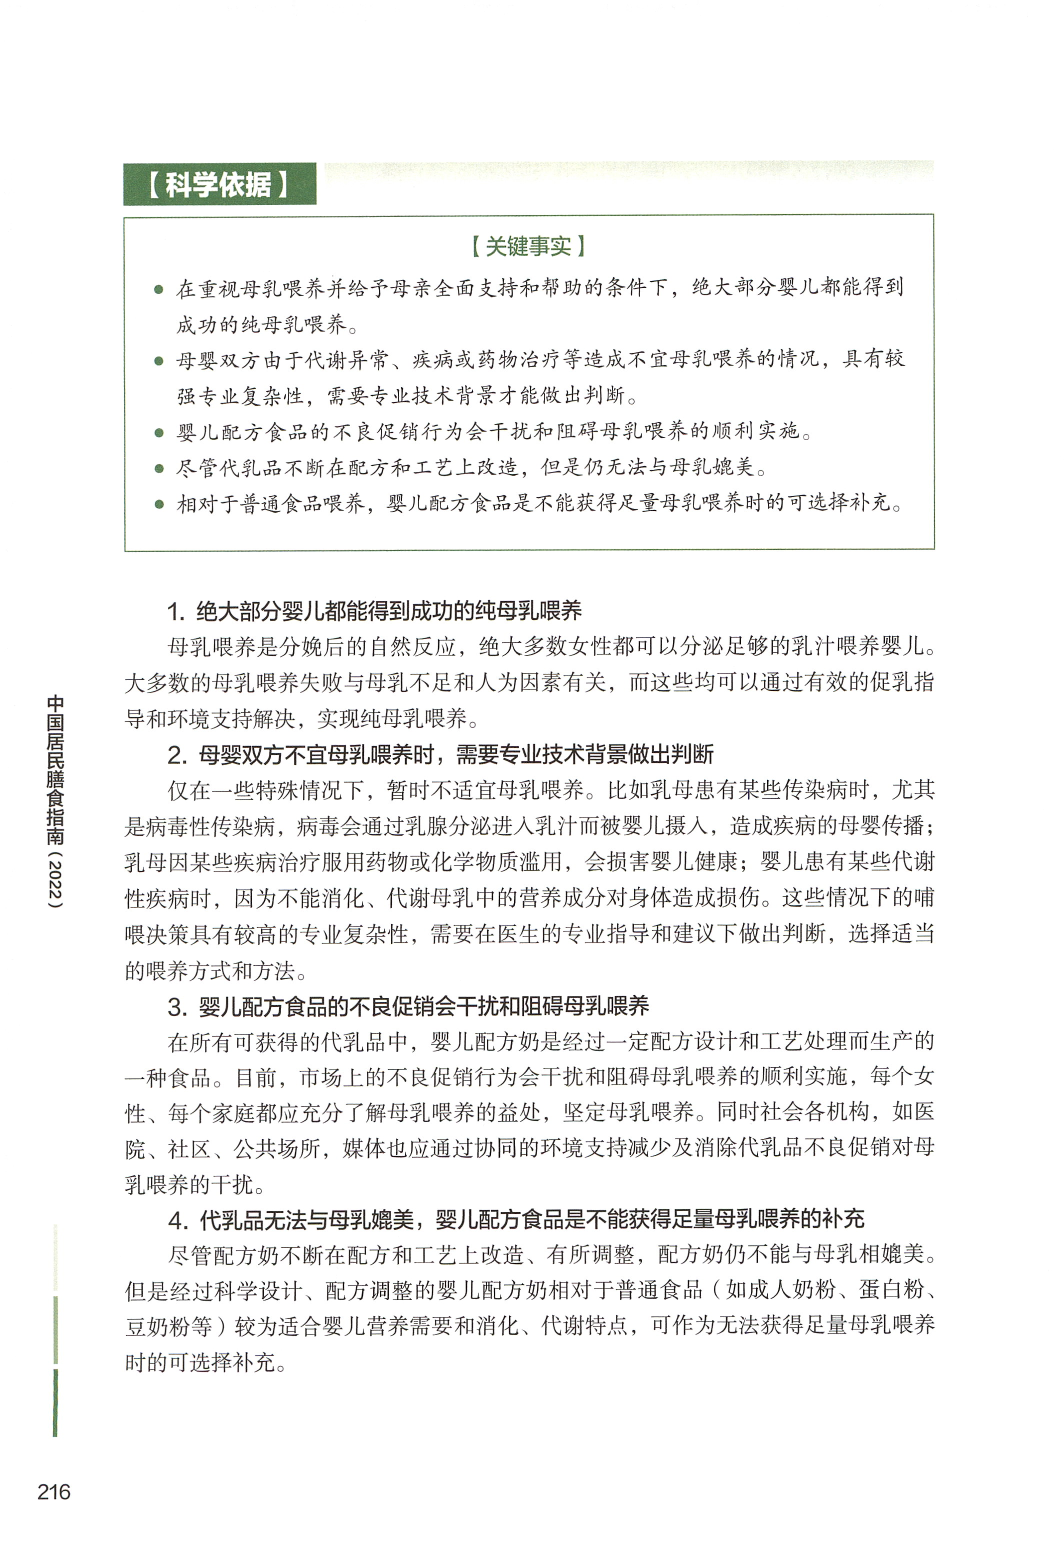 【科学依据】
【关键事实】
● 在重视母乳喂养并给予母亲全面支持和帮助的条件下，绝大部分婴儿都能得到
成功的纯母乳喂养。
● 母婴双方由于代谢异常、疾病或药物治疗等造成不宜母乳喂养的情况，具有较
强专业复杂性，需要专业技术背景才能做出判断。
● 婴儿配方食品的不良促销行为会干扰和阻碍母乳喂养的顺利实施。
● 尽管代乳品不断在配方和工艺上改造，但是仍无法与母乳媲美。
● 相对于普通食品喂养，婴儿配方食品是不能获得足量母乳喂养时的可选择补充。
1. 绝大部分婴儿都能得到成功的纯母乳喂养
母乳喂养是分娩后的自然反应，绝大多数女性都可以分泌足够的乳汁喂养婴儿。
大多数的母乳喂养失败与母乳不足和人为因素有关，而这些均可以通过有效的促乳指
导和环境支持解决，实现纯母乳喂养。
2. 母婴双方不宜母乳喂养时，需要专业技术背景做出判断
仅在一些特殊情况下，暂时不适宜母乳喂养。比如乳母患有某些传染病时，尤其
是病毒性传染病，病毒会通过乳腺分泌进入乳汁而被婴儿摄入，造成疾病的母婴传播；
乳母因某些疾病治疗服用药物或化学物质滥用，会损害婴儿健康；婴儿患有某些代谢
性疾病时，因为不能消化、代谢母乳中的营养成分对身体造成损伤。这些情况下的哺
喂决策具有较高的专业复杂性，需要在医生的专业指导和建议下做出判断，选择适当
的喂养方式和方法。
3. 婴儿配方食品的不良促销会干扰和阻碍母乳喂养
在所有可获得的代乳品中，婴儿配方奶是经过一定配方设计和工艺处理而生产的
一种食品。目前，市场上的不良促销行为会干扰和阻碍母乳喂养的顺利实施，每个女
性、每个家庭都应充分了解母乳喂养的益处，坚定母乳喂养。同时社会各机构，如医
院、社区、公共场所，媒体也应通过协同的环境支持减少及消除代乳品不良促销对母
乳喂养的干扰。
4. 代乳品无法与母乳媲美，婴儿配方食品是不能获得足量母乳喂养的补充
尽管配方奶不断在配方和工艺上改造、有所调整，配方奶仍不能与母乳相媲美。
但是经过科学设计、配方调整的婴儿配方奶相对于普通食品（如成人奶粉、蛋白粉、
豆奶粉等）较为适合婴儿营养需要和消化、代谢特点，可作为无法获得足量母乳喂养
时的可选择补充。
中国居民膳食指南（2022）
216